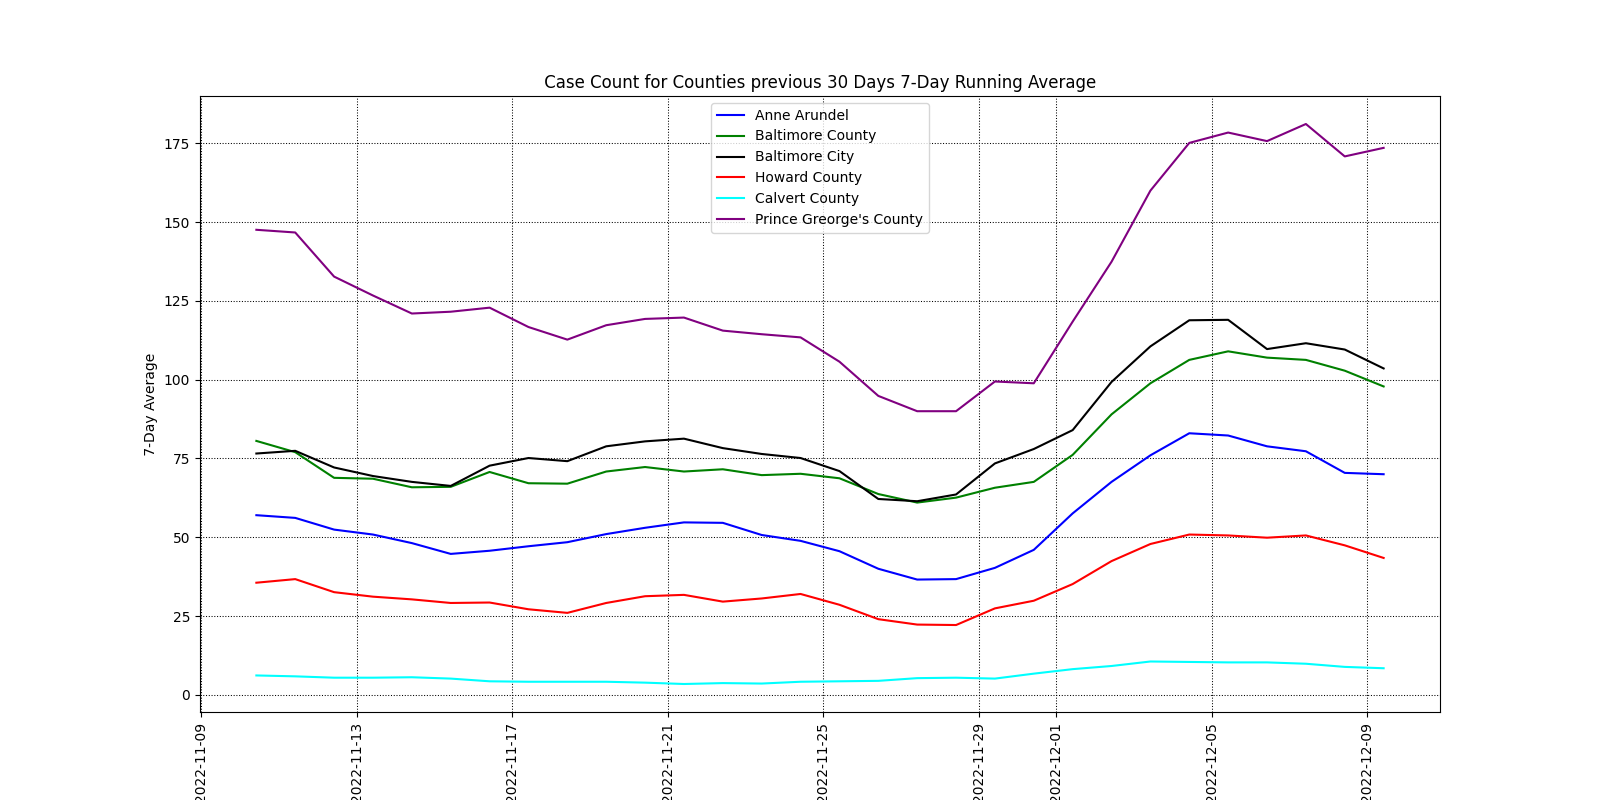 Case Count for Counties previous 30 Days 7-Day Running Average
Anne Arundel
Baltimore County
Baltimore City
Howard County
Calvert County
Prince Greorge's County
7-Day Average
175
150
125
100
75
50
25
0
2022-11-09
2022-11-13
2022-11-17
2022-11-21
2022-11-25
2022-11-29
2022-12-01
2022-12-05
2022-12-09